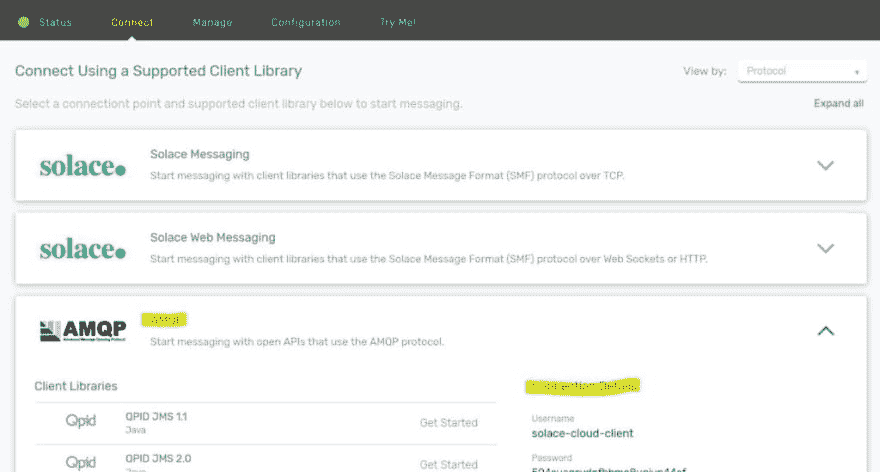 Status Connect Manage Configuration Try Me!
Connect Using a Supported Client Library
View by: Protocol
Select a connectiont point and supported client library below to start messaging.
Expand all
solace.
Solace Messaging
Start messaging with client libraries that use the Solace Message Format (SMF) protocol over TCP.
solace.
Solace Web Messaging
Start messaging with client libraries that use the Solace Message Format (SMF) protocol over Web Sockets or HTTP.
AMQP
Advanced Message Queuing Protocol
Start messaging with open APIs that use the AMQP protocol.
Client Libraries
Qpid
QPID JMS 1.1
Java
Get Started
Username
solace-cloud-client
Qpid
QPID JMS 2.0
Java
Get Started
Password